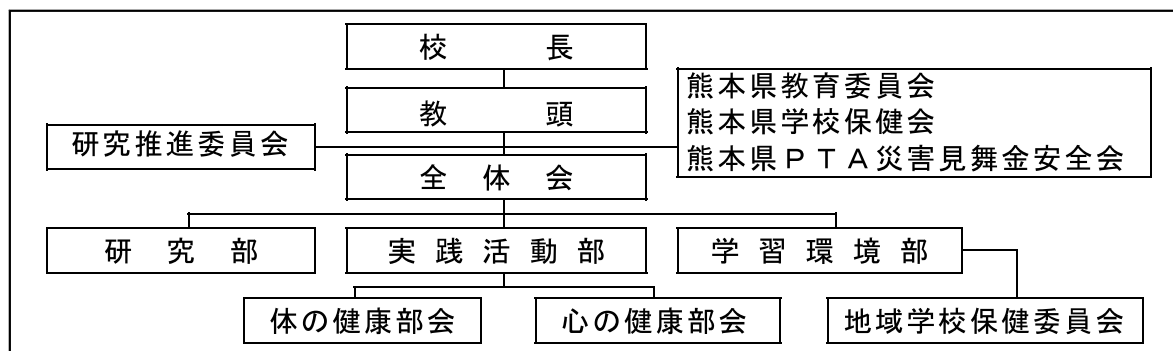 校長
教頭
熊本県教育委員会
熊本県学校保健会
熊本県PTA災害見舞金安全会
研究推進委員会
全体会
研究部
実践活動部
学習環境部
体の健康部会
心の健康部会
地域学校保健委員会